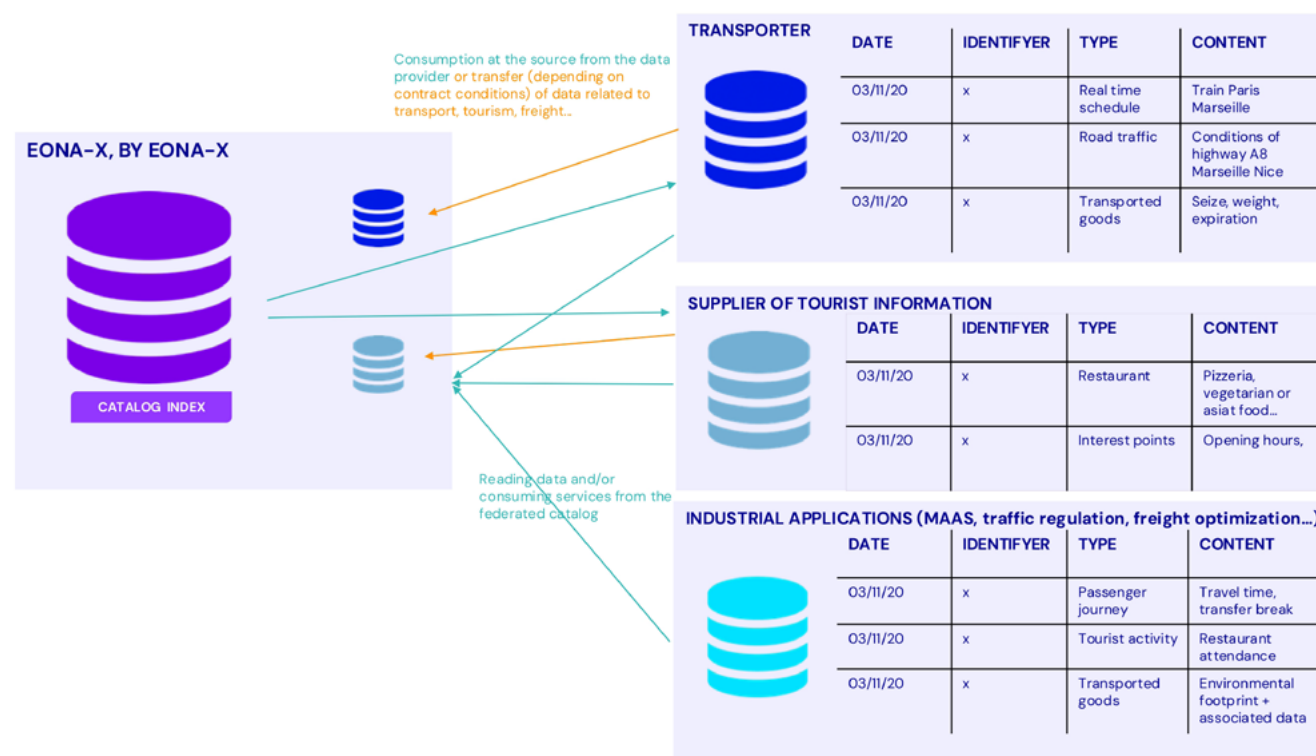 Consumption at the source from the data
provider or transfer (depending on
contract conditions) of data related to
transport, tourism, freight...
EONA-X, BY EONA-X
CATALOG INDEX
Reading data and/or
consuming services from the
federated catalog
TRANSPORTER
DATE IDENTIFYER TYPE CONTENT
03/11/20 x Real time Train Paris
schedule Marseille
03/11/20 x Road traffic Conditions of
highway A8
Marseille Nice
03/11/20 x Transported Seize, weight,
goods expiration
SUPPLIER OF TOURIST INFORMATION
DATE IDENTIFYER TYPE CONTENT
03/11/20 x Restaurant Pizzeria,
vegetarian or
asiat food...
03/11/20 x Interest points Opening hours,
INDUSTRIAL APPLICATIONS (MAAS, traffic regulation, freight optimization...)
DATE IDENTIFYER TYPE CONTENT
03/11/20 x Passenger Travel time,
journey transfer break
03/11/20 x Tourist activity Restaurant
attendance
03/11/20 x Transported Environmental
goods footprint +
associated data